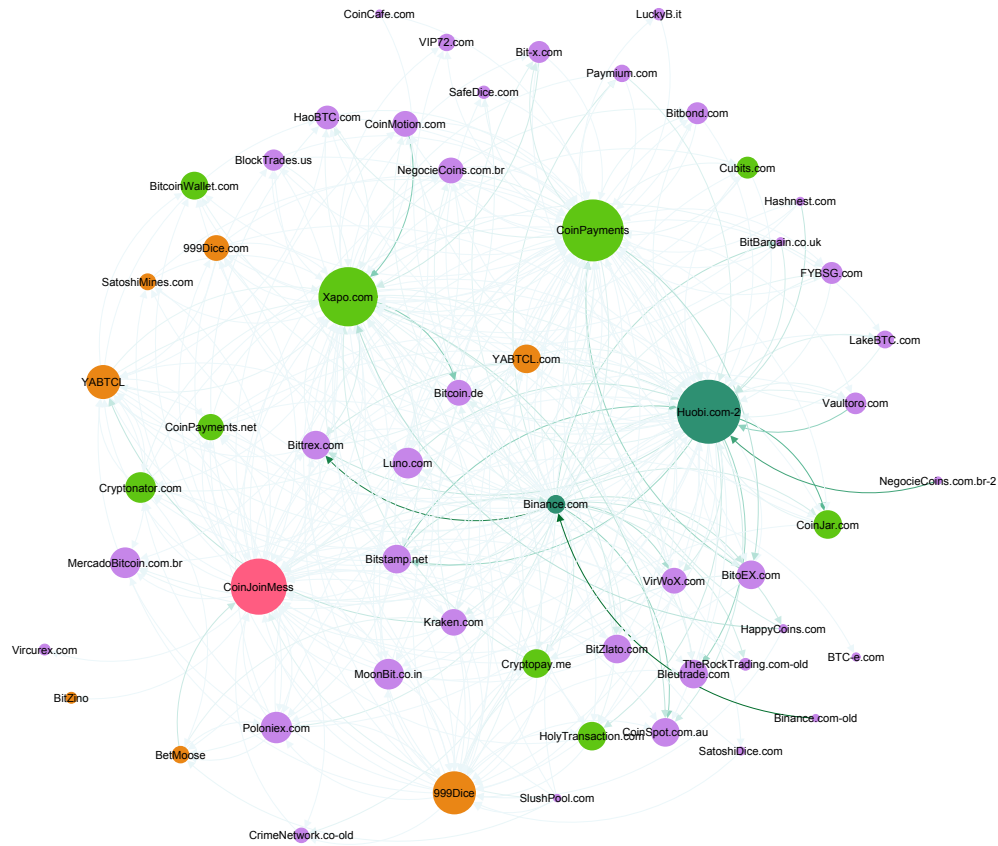 CoinCafe.com
LuckyB.it
VIP72.com
Bit-x.com
Paymium.com
SafeDice.com
HaoBTC.com
CoinMotion.com
Bitbond.com
BlockTrades.us
NegocieCoins.com.br
Cubits.com
BitcoinWallet.com
Hashnest.com
CoinPayments
BitBargain.co.uk
999Dice.com
FYBSG.com
SatoshiMines.com
Xapo.com
LakeBTC.com
YABTCL.com
YABTCL
Bitcoin.de
Vaultoro.com
Huobi.com-2
CoinPayments.net
Bittrex.com
Luno.com
NegocieCoins.com.br-2
Cryptonator.com
Binance.com
CoinJar.com
MercadoBitcoin.com.br
Bitstamp.net
CoinJoinMess
VirWoX.com
BitoEX.com
Kraken.com
HappyCoins.com
Vircurex.com
BitZlato.com
BTC-e.com
Cryptopay.me
TheRockTrading.com-old
MoonBit.co.in
Bleutrade.com
BitZino
Binance.com-old
Poloniex.com
HolyTransaction.com
CoinSpot.com.au
BetMoose
SatoshiDice.com
999Dice
SlushPool.com
CrimeNetwork.co-old